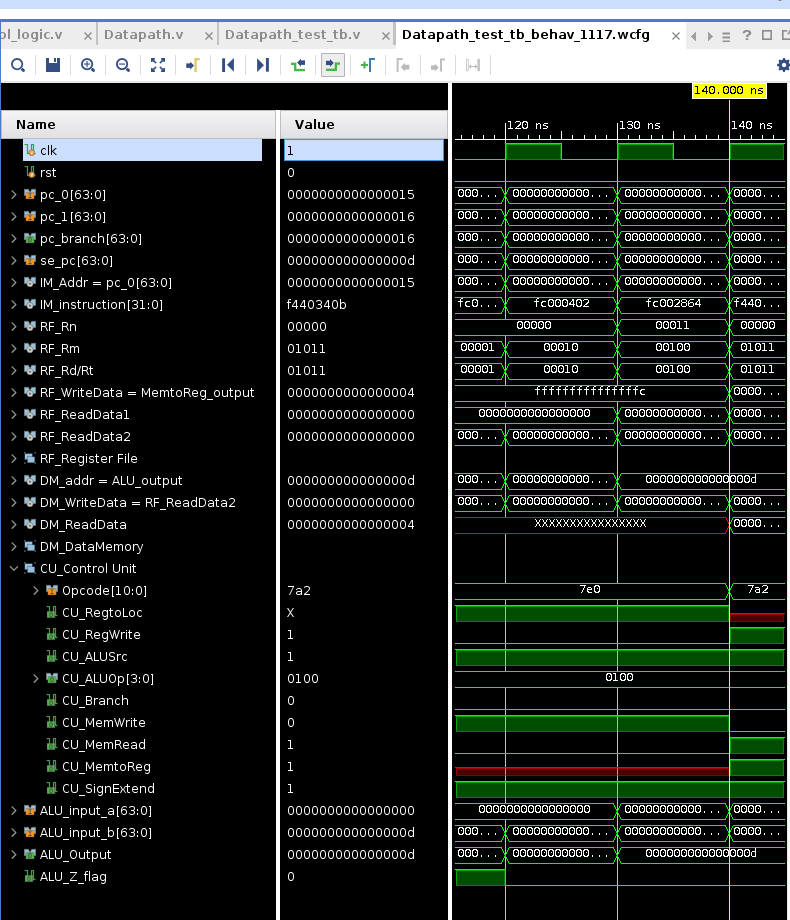 ol_logic.v × Datapath.v × Datapath_test_tb.v × Datapath_test_tb_behav_1117.wcfg × ?
140.000 ns
Name Value 120 ns 130 ns 140 ns
clk 1
rst 0
pc_0[63:0] 0000000000000015 000... 00000000000... 00000000000... 0000...
pc_1[63:0] 0000000000000016 000... 00000000000... 00000000000... 0000...
pc_branch[63:0] 0000000000000016 000... 00000000000... 00000000000... 0000...
se_pc[63:0] 000000000000000d 000... 00000000000... 00000000000... 0000...
IM_Addr = pc_0[63:0] 0000000000000015 000... 00000000000... 00000000000... 0000...
IM_instruction[31:0] f440340b fc0... fc000402 fc002864 f440...
RF_Rn 00000 00000 00011 00000
RF_Rm 01011 00001 00010 00100 01011
RF_Rd/Rt 01011 00001 00010 00100 01011
RF_WriteData = MemtoReg_output 0000000000000004 fffffffffffffffc 0000...
RF_ReadData1 0000000000000000 0000000000000000 00000000000... 0000...
RF_ReadData2 0000000000000000 000... 00000000000... 00000000000... 0000...
RF_Register File
DM_addr = ALU_output 000000000000000d 000... 00000000000... 000000000000000d
DM_WriteData = RF_ReadData2 0000000000000000 000... 00000000000... 00000000000... 0000...
DM_ReadData 0000000000000004 XXXXXXXXXXXXXXXX 0000...
DM_DataMemory
CU_Control Unit
Opcode[10:0] 7a2 7e0 7a2
CU_RegtoLoc X
CU_RegWrite 1
CU_ALUSrc 1
CU_ALUOp[3:0] 0100 0100
CU_Branch 0
CU_MemWrite 0
CU_MemRead 1
CU_MemtoReg 1
CU_SignExtend 1
ALU_input_a[63:0] 0000000000000000 0000000000000000 00000000000... 0000...
ALU_input_b[63:0] 000000000000000d 000... 00000000000... 00000000000... 0000...
ALU_Output 000000000000000d 000... 00000000000... 000000000000000d
ALU_Z_flag 0